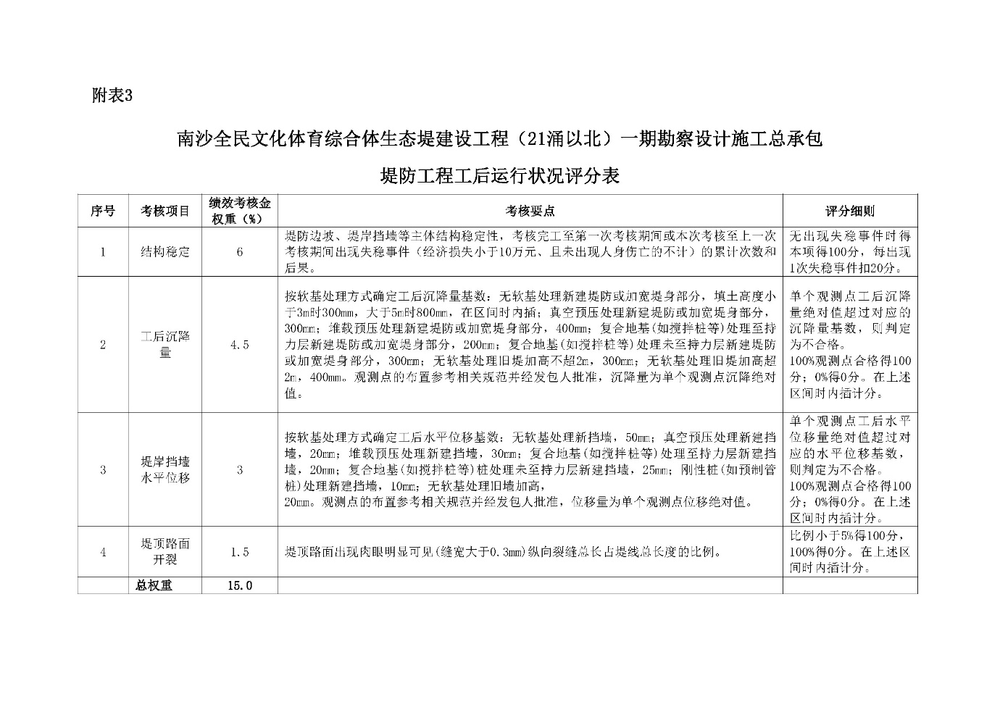 附表3
南沙全民文化体育综合体生态堤建设工程（21涌以北）一期勘察设计施工总承包
堤防工程工后运行状况评分表
序号
考核项目
绩效考核金
权重（%）
考核要点
评分细则
1
结构稳定
6
堤防边坡、堤岸挡墙等主体结构稳定性，考核完工至第一次考核期间或本次考核至上一次
考核期间出现失稳事件（经济损失小于10万元、且未出现人身伤亡的不计）的累计次数和
后果。
无出现失稳事件时得
本项得100分，每出现
1次失稳事件扣20分。
2
工后沉降
量
4.5
按软基处理方式确定工后沉降量基数：无软基处理新建堤防或加宽堤身部分，填土高度小
于3m时300mm，大于5m时800mm，在区间时内插；真空预压处理新建堤防或加宽堤身部分，
300mm；堆载预压处理新建堤防或加宽堤身部分，400mm；复合地基(如搅拌桩等)处理至持
力层新建堤防或加宽堤身部分，200mm；复合地基(如搅拌桩等)处理未至持力层新建堤防
或加宽堤身部分，300mm；无软基处理旧堤加高不超2m，300mm；无软基处理旧堤加高超
2m，400mm。观测点的布置参考相关规范并经发包人批准，沉降量为单个观测点沉降绝对
值。
单个观测点工后沉降
量绝对值超过对应的
沉降量基数，则判定
为不合格。
100%观测点合格得100
分；0%得0分。在上述
区间时内插计分。
3
堤岸挡墙
水平位移
3
按软基处理方式确定工后水平位移基数：无软基处理新挡墙，50mm；真空预压处理新建挡
墙，20mm；堆载预压处理新建挡墙，30mm；复合地基(如搅拌桩等)处理至持力层新建挡
墙，20mm；复合地基(如搅拌桩等)桩处理未至持力层新建挡墙，25mm；刚性桩(如预制管
桩)处理新建挡墙，10mm；无软基处理旧墙加高，
20mm。观测点的布置参考相关规范并经发包人批准，位移量为单个观测点位移绝对值。
单个观测点工后水平
位移量绝对值超过对
应的水平位移基数，
则判定为不合格。
100%观测点合格得100
分；0%得0分。在上述
区间时内插计分。
4
堤顶路面
开裂
1.5
堤顶路面出现肉眼明显可见(缝宽大于0.3mm)纵向裂缝总长占堤线总长度的比例。
比例小于5%得100分，
100%得0分。在上述区
间时内插计分。
总权重
15.0